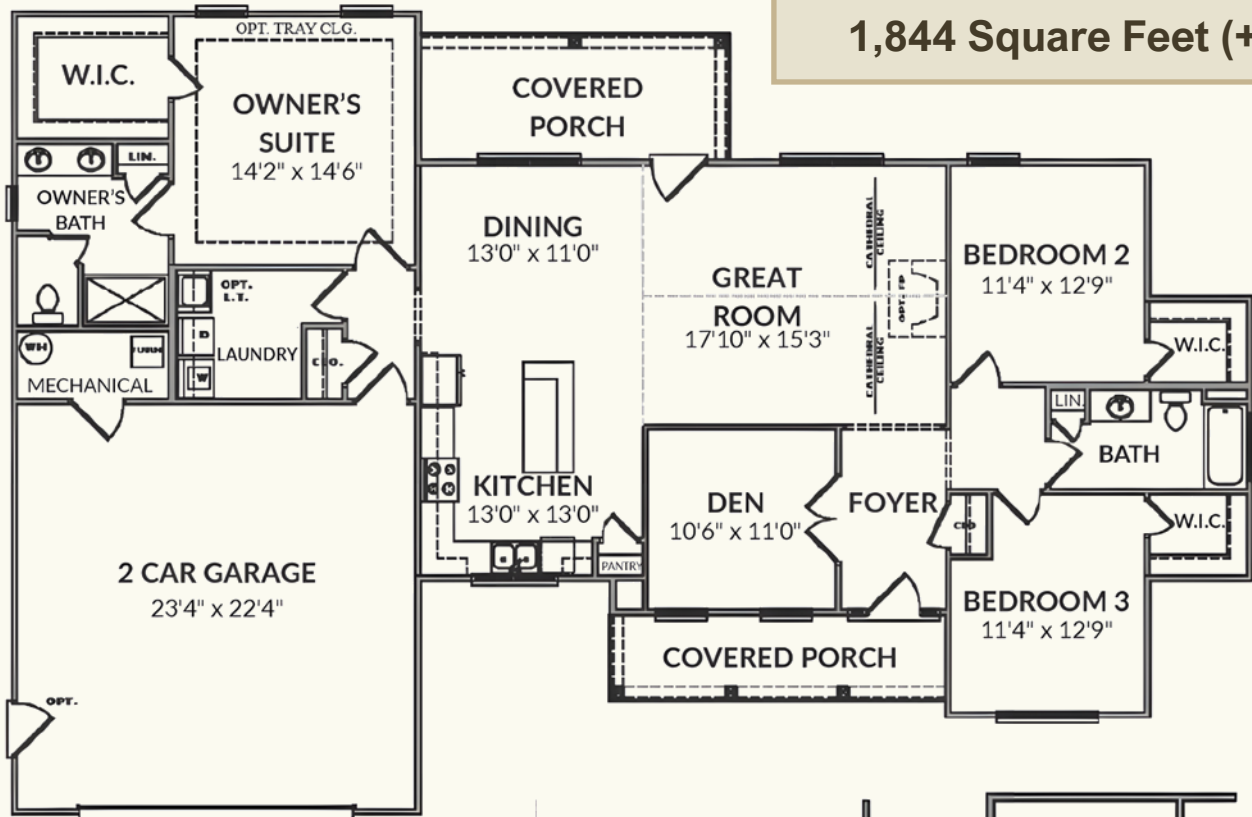 1,844 Square Feet (+
OPT. TRAY CLG.
W.I.C.
OWNER'S
SUITE
14'2" x 14'6"
COVERED
PORCH
LIN.
OWNER'S
BATH
DINING
13'0" x 11'0"
CATHEDRAL
CEILING
GREAT
ROOM
17'10" x 15'3"
OPT. FP
CATHEDRAL
CEILING
BEDROOM 2
11'4" x 12'9"
W.I.C.
OPT.
L.T.
D
W
LAUNDRY
CLO.
WH
FURN
MECHANICAL
LIN.
BATH
KITCHEN
13'0" x 13'0"
PANTRY
DEN
10'6" x 11'0"
FOYER
CLO
W.I.C.
2 CAR GARAGE
23'4" x 22'4"
BEDROOM 3
11'4" x 12'9"
COVERED PORCH
OPT.